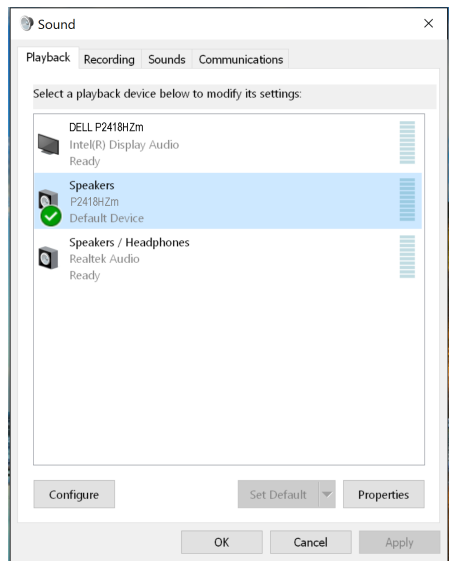 Sound
Playback Recording Sounds Communications
Select a playback device below to modify its settings:
DELL P2418HZm
Intel(R) Display Audio
Ready
Speakers
P2418HZm
Default Device
Speakers / Headphones
Realtek Audio
Ready
Configure Set Default Properties
OK Cancel Apply